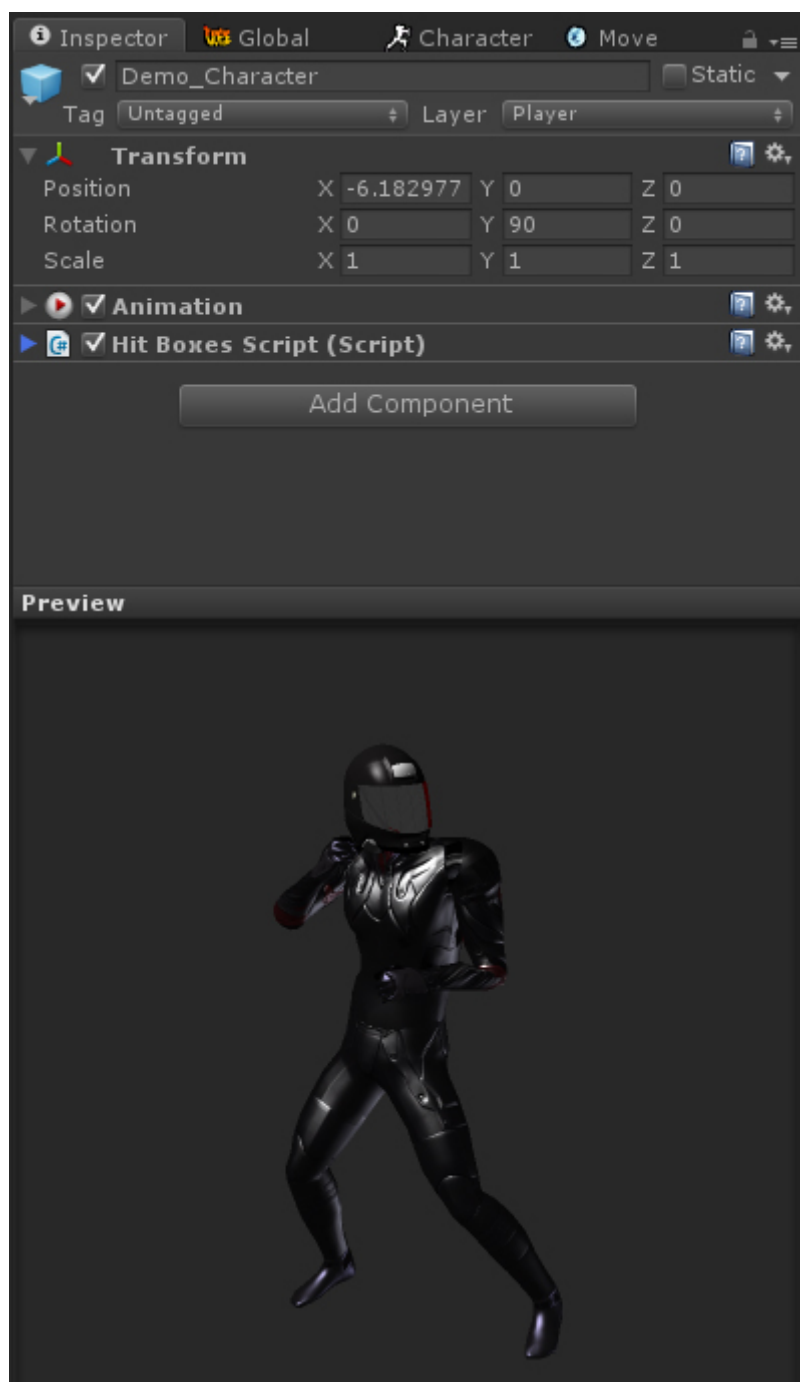 Inspector Global Character Move
Demo_Character Static
Tag Untagged Layer Player
Transform
Position X -6.182977 Y 0 Z 0
Rotation X 0 Y 90 Z 0
Scale X 1 Y 1 Z 1
Animation
Hit Boxes Script (Script)
Add Component
Preview